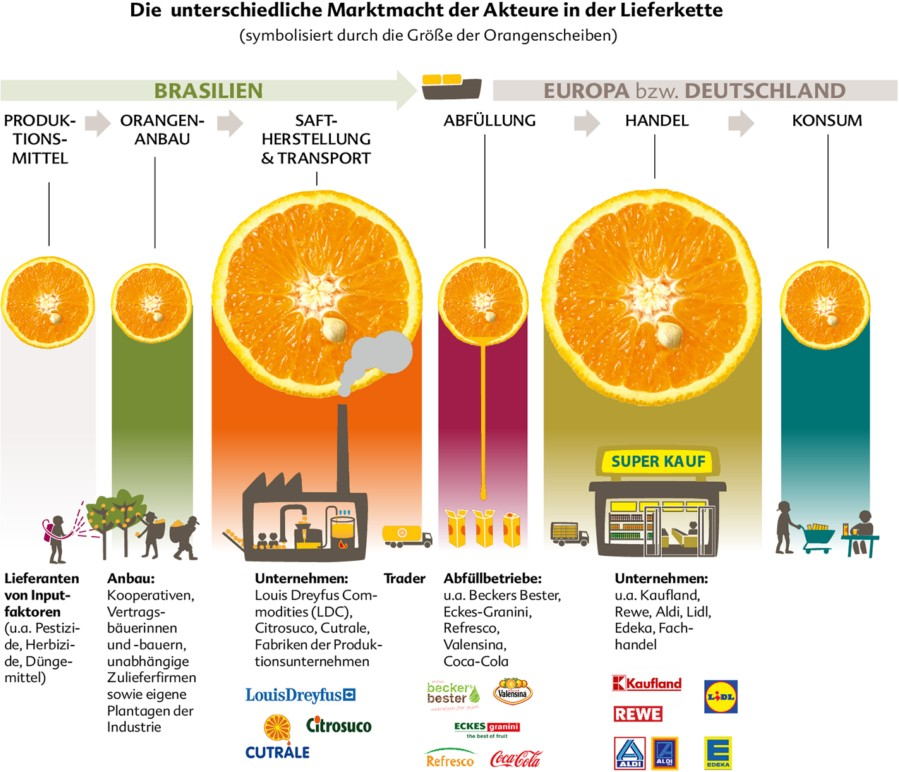 Die unterschiedliche Marktmacht der Akteure in der Lieferkette
(symbolisiert durch die Größe der Orangenscheiben)
BRASILIEN
EUROPA bzw. DEUTSCHLAND
PRODUK-
TIONS-
MITTEL
ORANGEN-
ANBAU
SAFT-
HERSTELLUNG
& TRANSPORT
ABFÜLLUNG
HANDEL
KONSUM
SUPER KAUF
Lieferanten
von Input-
faktoren
(u.a. Pestizi-
de, Herbizi-
de, Dünge-
mittel)
Anbau:
Kooperativen,
Vertrags-
bäuerinnen
und -bauern,
unabhängige
Zulieferfirmen
sowie eigene
Plantagen der
Industrie
Unternehmen:
Louis Dreyfus Com-
modities (LDC),
Citrosuco, Cutrale,
Fabriken der Produk-
tionsunternehmen
Trader
Abfüllbetriebe:
u.a. Beckers Bester,
Eckes-Granini,
Refresco,
Valensina,
Coca-Cola
Unternehmen:
u.a. Kaufland,
Rewe, Aldi, Lidl,
Edeka, Fach-
handel
LouisDreyfus
Citrosuco
CUTRALE
beckers
bester
Valensina
ECKES granini
the best of fruit
Refresco
Coca-Cola
Kaufland
LIDL
REWE
ALDI
ALDI
EDEKA